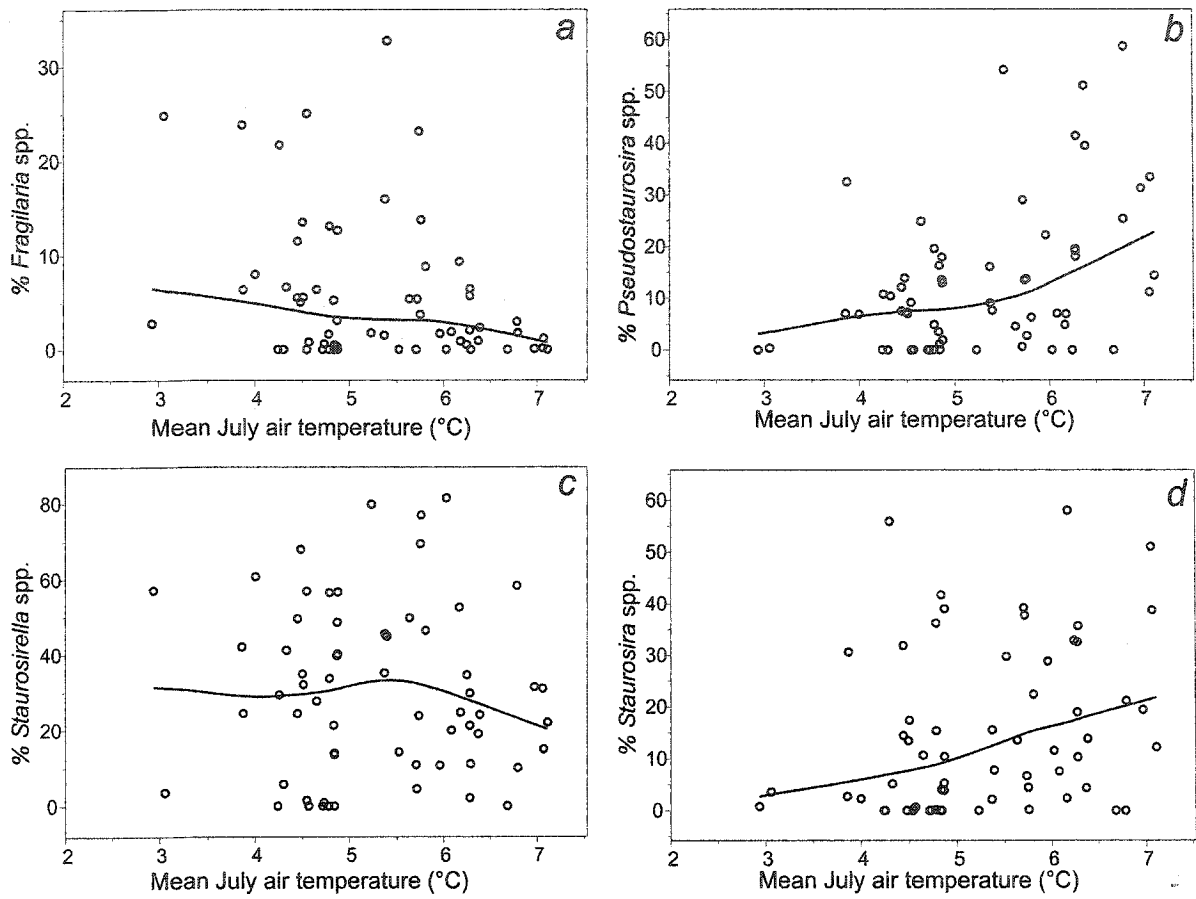 a
% Fragilaria spp.
30
20
10
0
2 3 4 5 6 7
Mean July air temperature (°C)
b
% Pseudostaurosira spp.
60
50
40
30
20
10
0
2 3 4 5 6 7
Mean July air temperature (°C)
c
% Staurosirella spp.
80
60
40
20
0
2 3 4 5 6 7
Mean July air temperature (°C)
d
% Staurosira spp.
60
50
40
30
20
10
0
2 3 4 5 6 7
Mean July air temperature (°C)